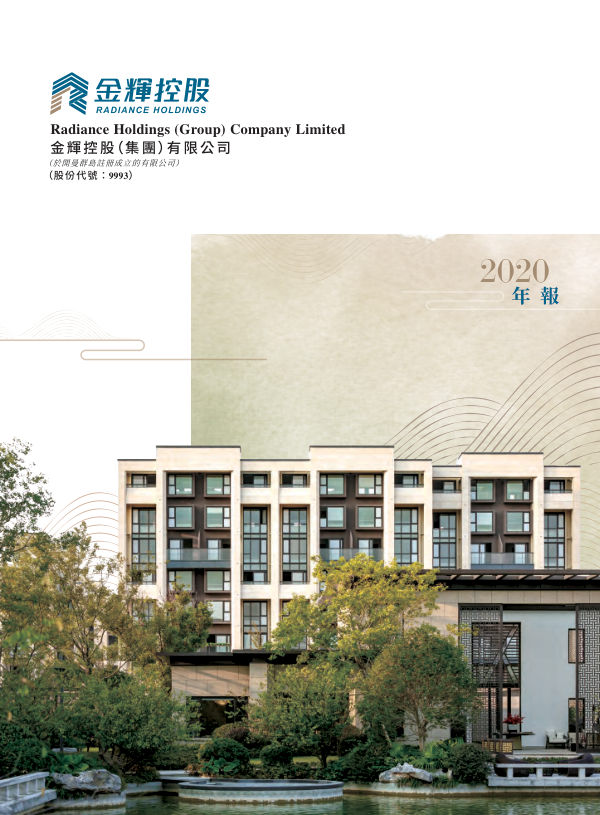 金輝控股
RADIANCE HOLDINGS
Radiance Holdings (Group) Company Limited
金輝控股(集團)有限公司
(於開曼群島註冊成立的有限公司)
(股份代號：9993)
2020
年報